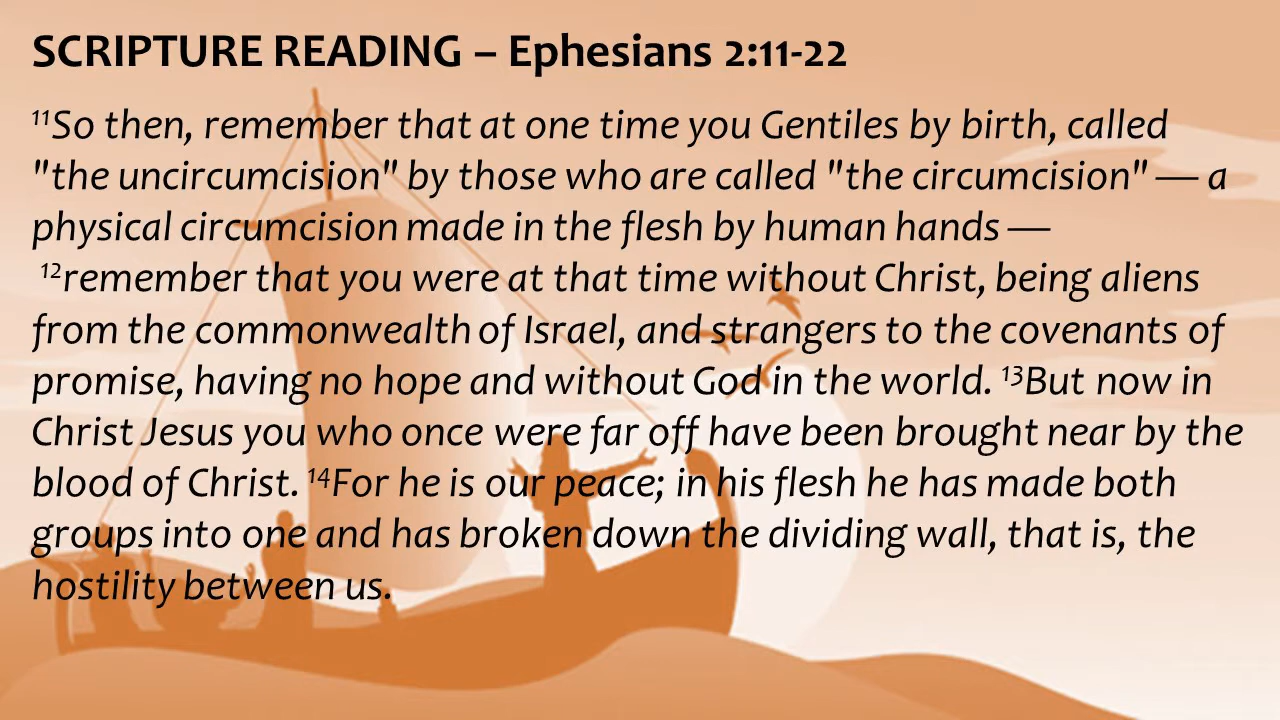 SCRIPTURE READING – Ephesians 2:11-22
¹¹So then, remember that at one time you Gentiles by birth, called
"the uncircumcision" by those who are called "the circumcision" — a
physical circumcision made in the flesh by human hands —
¹²remember that you were at that time without Christ, being aliens
from the commonwealth of Israel, and strangers to the covenants of
promise, having no hope and without God in the world. ¹³But now in
Christ Jesus you who once were far off have been brought near by the
blood of Christ. ¹⁴For he is our peace; in his flesh he has made both
groups into one and has broken down the dividing wall, that is, the
hostility between us.